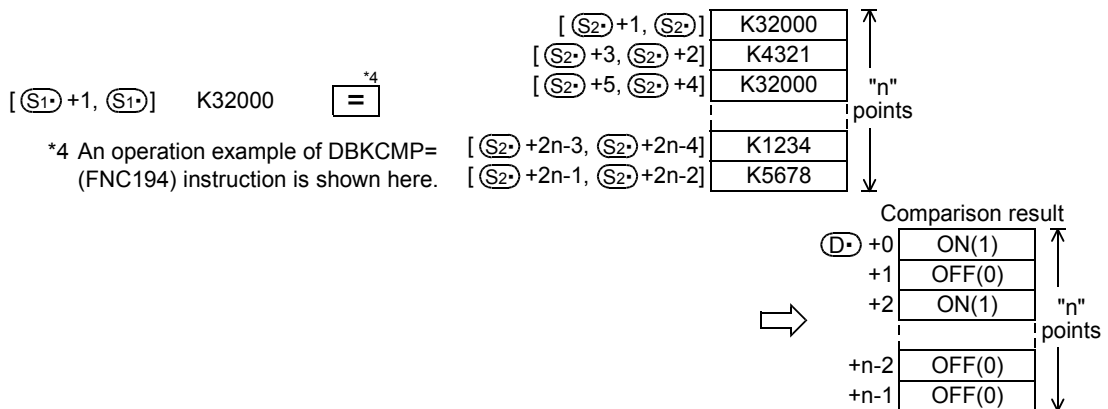 [ (S2·) +1, (S2·) ] K32000
[ (S2·) +3, (S2·) +2] K4321
[ (S2·) +5, (S2·) +4] K32000
"n"
points
[ (S1·) +1, (S1·) ] K32000 = *4
*4 An operation example of DBKCMP=
(FNC194) instruction is shown here.
[ (S2·) +2n-3, (S2·) +2n-4] K1234
[ (S2·) +2n-1, (S2·) +2n-2] K5678
Comparison result
(D·) +0 ON(1)
+1 OFF(0)
+2 ON(1)
"n"
points
+n-2 OFF(0)
+n-1 OFF(0)